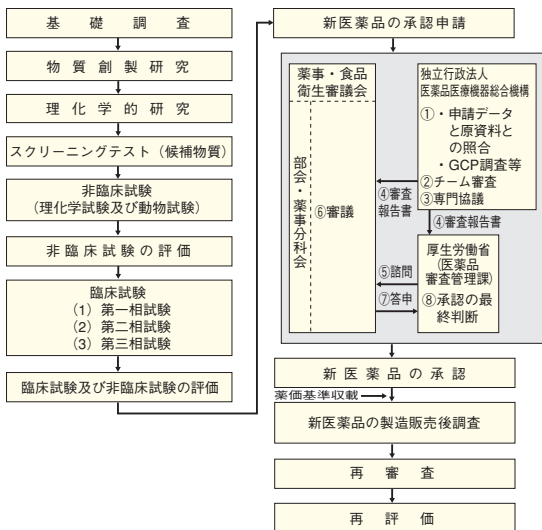 基礎調査
物質創製研究
理化学的研究
スクリーニングテスト(候補物質)
非臨床試験
(理化学試験及び動物試験)
非臨床試験の評価
臨床試験
(1)第一相試験
(2)第二相試験
(3)第三相試験
臨床試験及び非臨床試験の評価
新医薬品の承認申請
薬事・食品
衛生審議会
部会・薬事分科会
⑥審議
独立行政法人
医薬品医療機器総合機構
①・申請データ
と原資料と
の照合
・GCP調査等
②チーム審査
③専門協議
④審査
報告書
④審査報告書
厚生労働省
(医薬品
審査管理課)
⑧承認の最
終判断
⑤諮問
⑦答申
新医薬品の承認
薬価基準収載
新医薬品の製造販売後調査
再審査
再評価